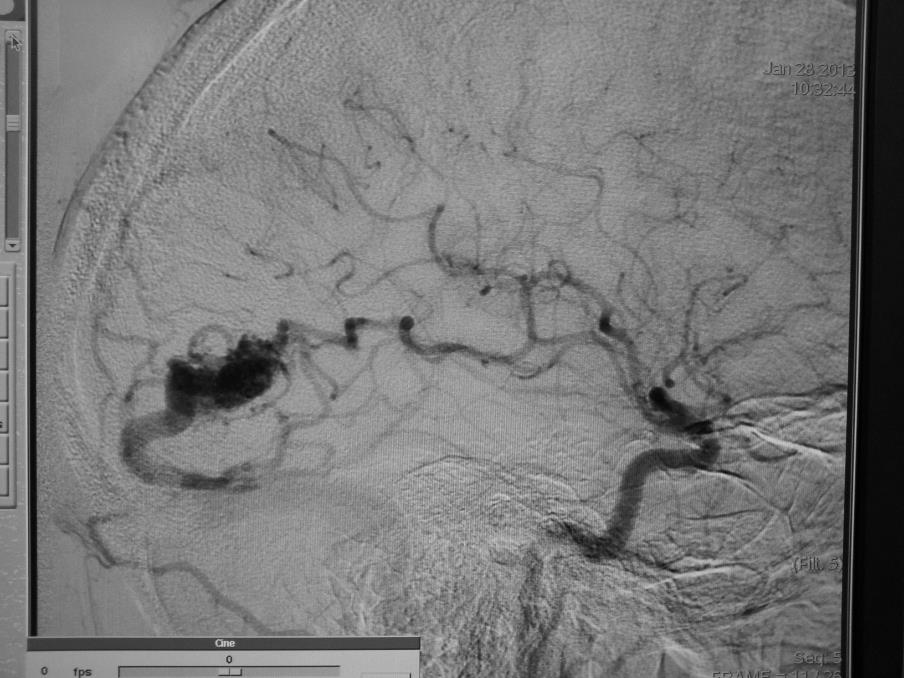 Jan 28 2013
10:32:44
(Filt. 5)
Seq: 5
Cine
0
0 fps